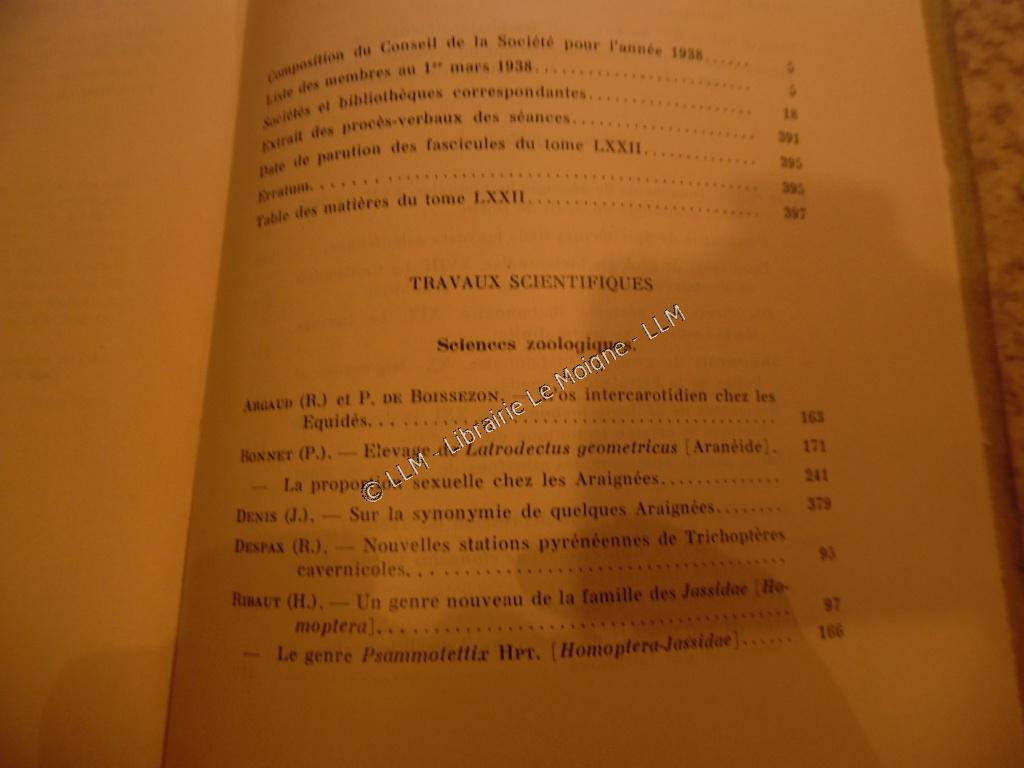 Composition du Conseil de la Société pour l'année 1938...... 5
Liste des membres au 1er mars 1938........................ 5
Sociétés et bibliothèques correspondantes.................. 18
Extrait des procès-verbaux des séances.................... 391
Date de parution des fascicules du tome LXXII............. 395
Erratum................................................. 395
Table des matières du tome LXXII......................... 397
TRAVAUX SCIENTIFIQUES
Sciences zoologiques.
ARGAUD (R.) et P. DE BOISSEZON. — L'os intercarotidien chez les
Equidés............................................ 163
BONNET (P.). — Elevage de Latrodectus geometricus [Aranéide]. 171
— La proportion sexuelle chez les Araignées.............. 241
DENIS (J.). — Sur la synonymie de quelques Araignées........ 379
DESPAX (R.). — Nouvelles stations pyrénéennes de Trichoptères
cavernicoles........................................ 95
RIBAUT (H.). — Un genre nouveau de la famille des Jassidae [Ho-
moptera]........................................... 97
— Le genre Psammotettix HPT. [Homoptera-Jassidae]...... 166
© LLM - Librairie Le Moigne - LLM